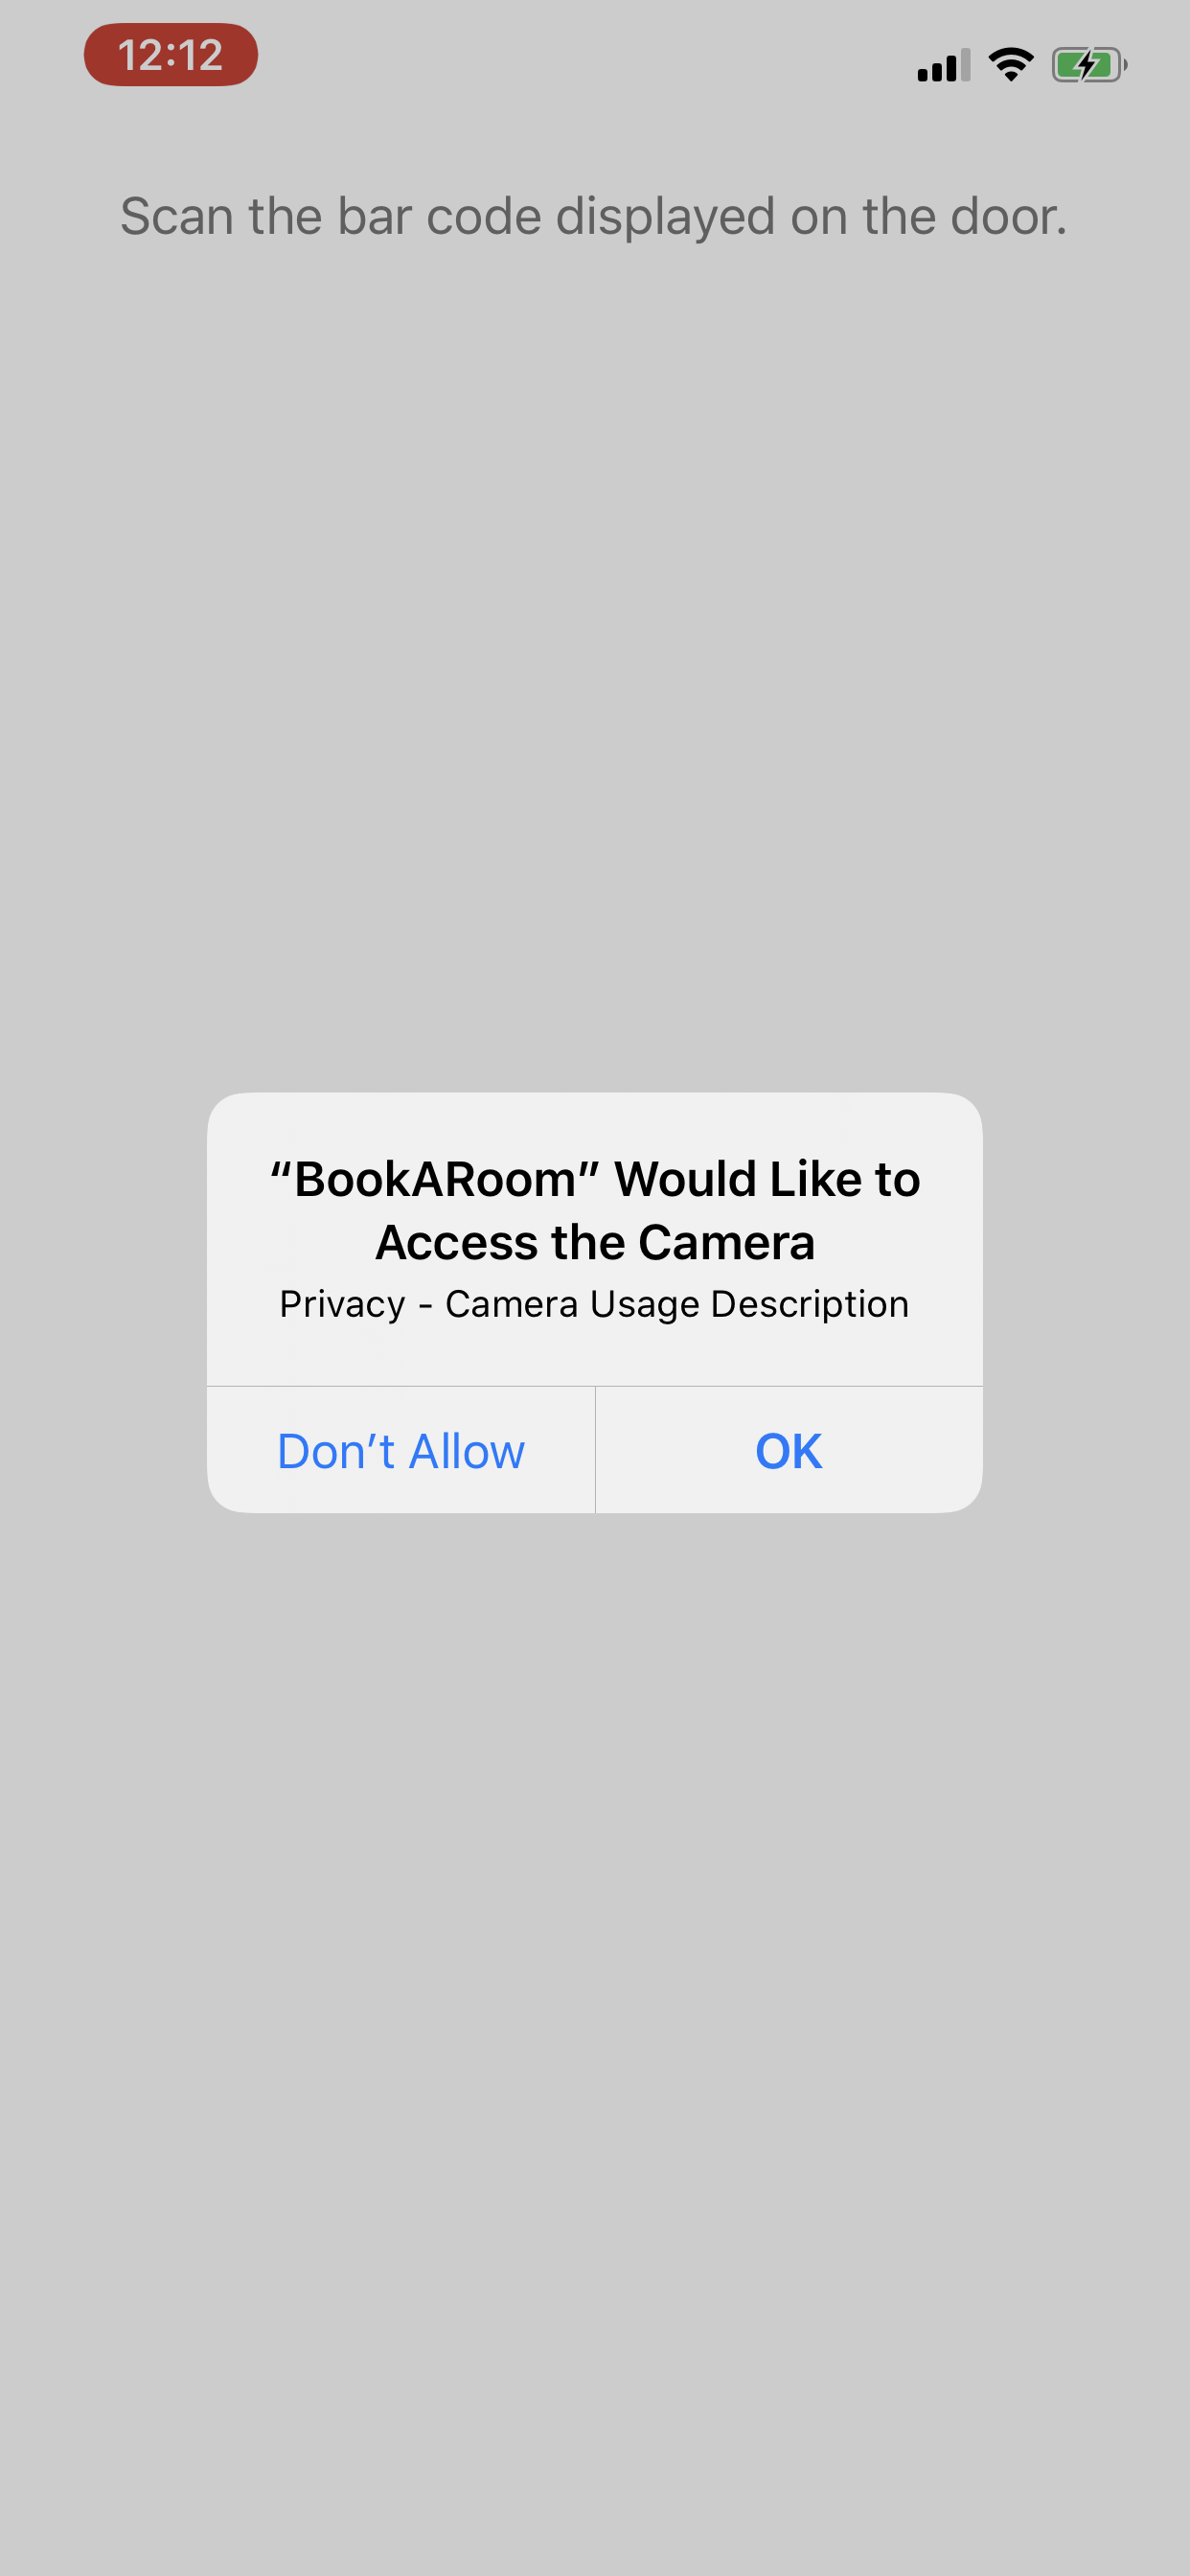 12:12
Scan the bar code displayed on the door.
“BookARoom” Would Like to
Access the Camera
Privacy - Camera Usage Description
Don’t Allow
OK